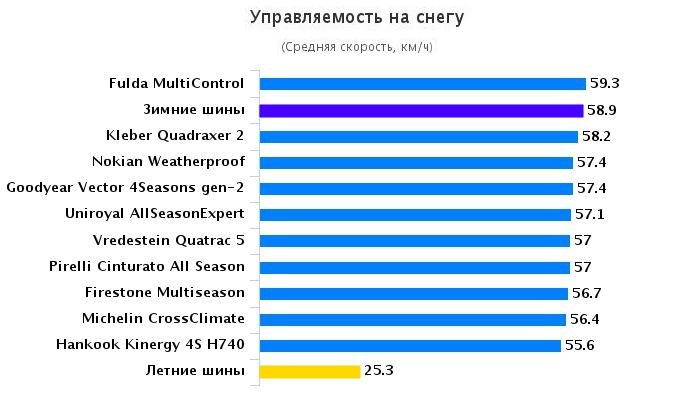 Управляемость на снегу
(Средняя скорость, км/ч)
Fulda MultiControl 59.3
Зимние шины 58.9
Kleber Quadraxer 2 58.2
Nokian Weatherproof 57.4
Goodyear Vector 4Seasons gen-2 57.4
Uniroyal AllSeasonExpert 57.1
Vredestein Quatrac 5 57
Pirelli Cinturato All Season 57
Firestone Multiseason 56.7
Michelin CrossClimate 56.4
Hankook Kinergy 4S H740 55.6
Летние шины 25.3